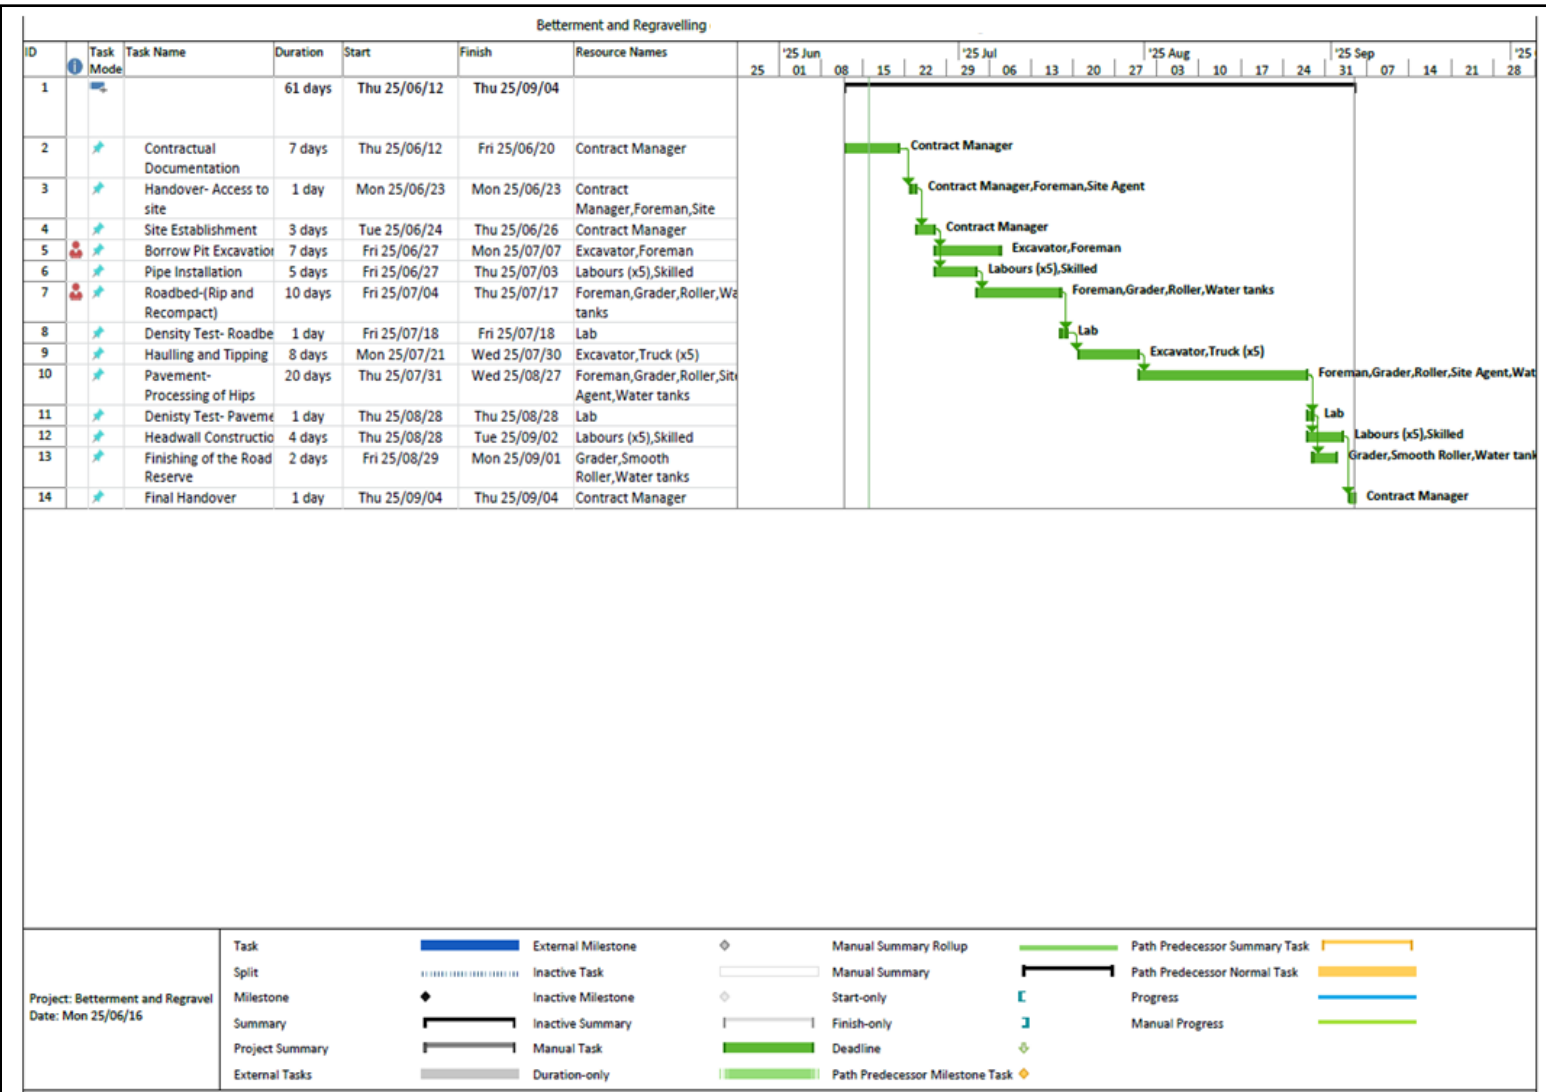 Betterment and Regravelling
ID Task Mode Task Name Duration Start Finish Resource Names
'25 Jun '25 Jul '25 Aug '25 Sep '25
25 01 08 15 22 29 06 13 20 27 03 10 17 24 31 07 14 21 28
1 61 days Thu 25/06/12 Thu 25/09/04
2 Contractual Documentation 7 days Thu 25/06/12 Fri 25/06/20 Contract Manager Contract Manager
3 Handover- Access to site 1 day Mon 25/06/23 Mon 25/06/23 Contract Manager,Foreman,Site Contract Manager,Foreman,Site Agent
4 Site Establishment 3 days Tue 25/06/24 Thu 25/06/26 Contract Manager Contract Manager
5 Borrow Pit Excavation 7 days Fri 25/06/27 Mon 25/07/07 Excavator,Foreman Excavator,Foreman
6 Pipe Installation 5 days Fri 25/06/27 Thu 25/07/03 Labours (x5),Skilled Labours (x5),Skilled
7 Roadbed-(Rip and Recompact) 10 days Fri 25/07/04 Thu 25/07/17 Foreman,Grader,Roller,Wa tanks Foreman,Grader,Roller,Water tanks
8 Density Test- Roadbe 1 day Fri 25/07/18 Fri 25/07/18 Lab Lab
9 Haulling and Tipping 8 days Mon 25/07/21 Wed 25/07/30 Excavator,Truck (x5) Excavator,Truck (x5)
10 Pavement- Processing of Hips 20 days Thu 25/07/31 Wed 25/08/27 Foreman,Grader,Roller,Site Agent,Water tanks Foreman,Grader,Roller,Site Agent,Wat
11 Denisty Test- Paveme 1 day Thu 25/08/28 Thu 25/08/28 Lab Lab
12 Headwall Constructio 4 days Thu 25/08/28 Tue 25/09/02 Labours (x5),Skilled Labours (x5),Skilled
13 Finishing of the Road Reserve 2 days Fri 25/08/29 Mon 25/09/01 Grader,Smooth Roller,Water tanks Grader,Smooth Roller,Water tank
14 Final Handover 1 day Thu 25/09/04 Thu 25/09/04 Contract Manager Contract Manager
Project: Betterment and Regravel
Date: Mon 25/06/16
Task External Milestone Manual Summary Rollup Path Predecessor Summary Task
Split Inactive Task Manual Summary Path Predecessor Normal Task
Milestone Inactive Milestone Start-only Progress
Summary Inactive Summary Finish-only Manual Progress
Project Summary Manual Task Deadline
External Tasks Duration-only Path Predecessor Milestone Task